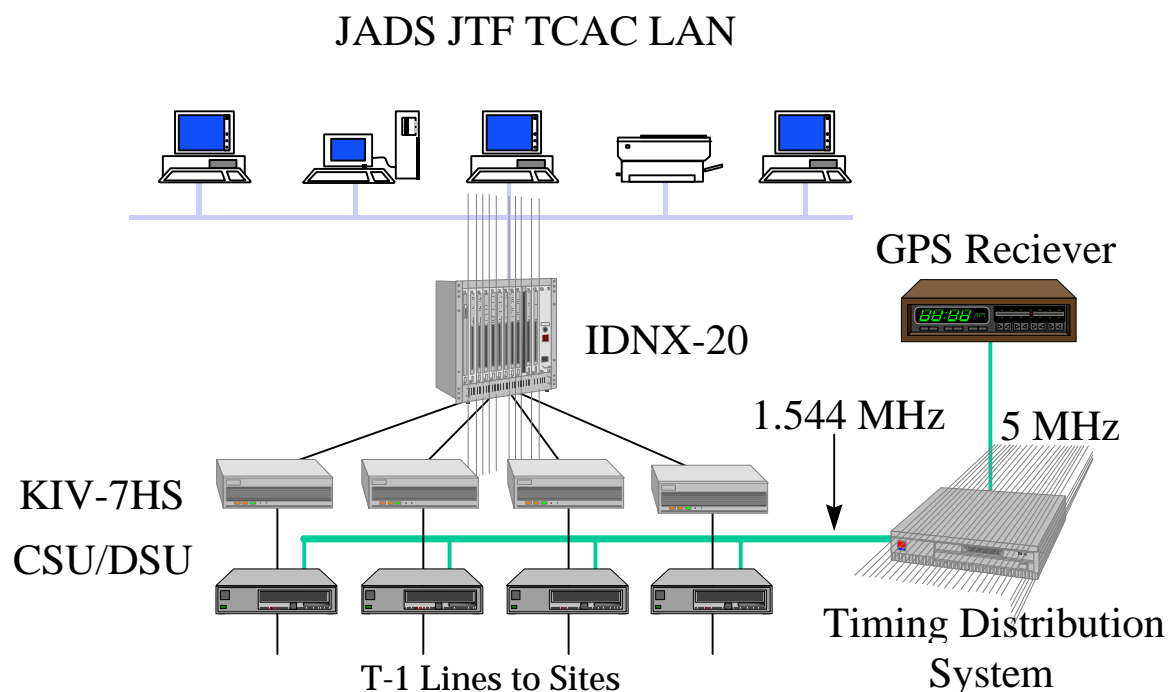 JADS JTF TCAC LAN
GPS Reciever
IDNX-20
1.544 MHz
5 MHz
KIV-7HS
CSU/DSU
Timing Distribution
System
T-1 Lines to Sites